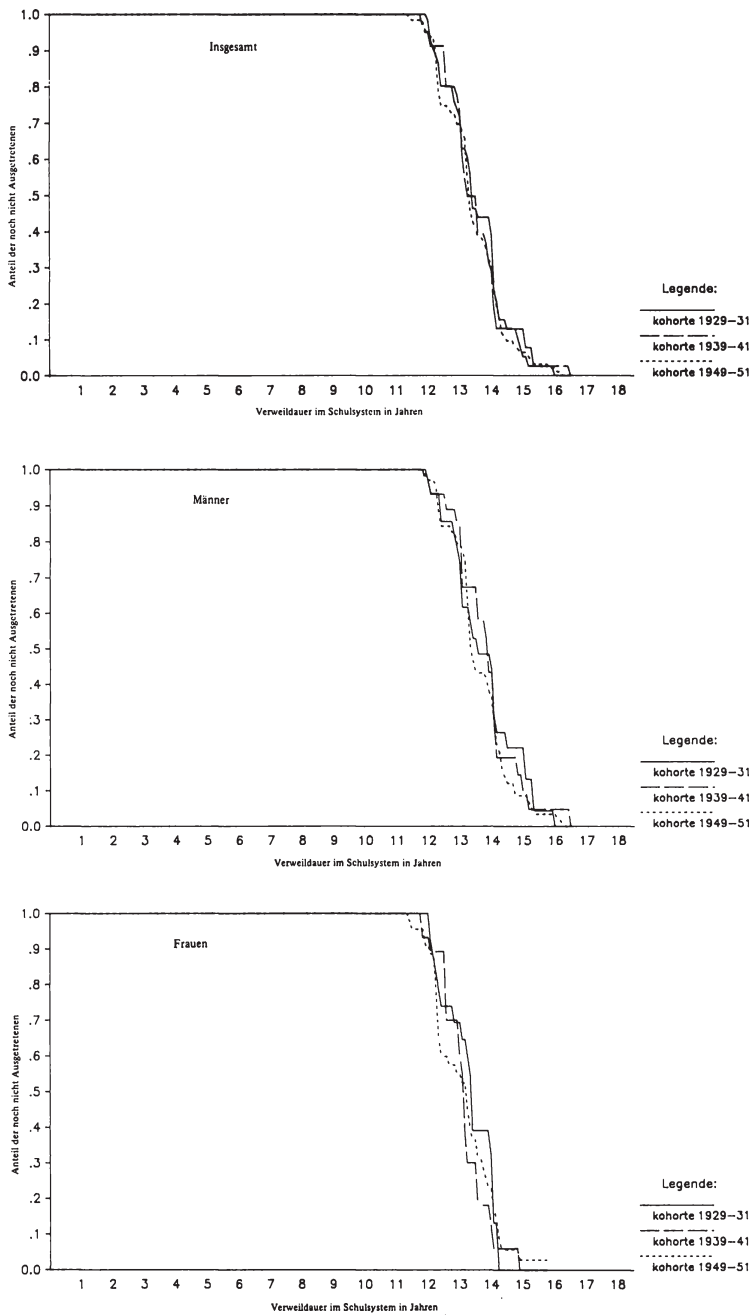 Insgesamt
Anteil der noch nicht Ausgetretenen
1.0
.9
.8
.7
.6
.5
.4
.3
.2
.1
0.0
1 2 3 4 5 6 7 8 9 10 11 12 13 14 15 16 17 18
Verweildauer im Schulsystem in Jahren
Legende:
kohorte 1929-31
kohorte 1939-41
kohorte 1949-51
Männer
Anteil der noch nicht Ausgetretenen
1.0
.9
.8
.7
.6
.5
.4
.3
.2
.1
0.0
1 2 3 4 5 6 7 8 9 10 11 12 13 14 15 16 17 18
Verweildauer im Schulsystem in Jahren
Legende:
kohorte 1929-31
kohorte 1939-41
kohorte 1949-51
Frauen
Anteil der noch nicht Ausgetretenen
1.0
.9
.8
.7
.6
.5
.4
.3
.2
.1
0.0
1 2 3 4 5 6 7 8 9 10 11 12 13 14 15 16 17 18
Verweildauer im Schulsystem in Jahren
Legende:
kohorte 1929-31
kohorte 1939-41
kohorte 1949-51